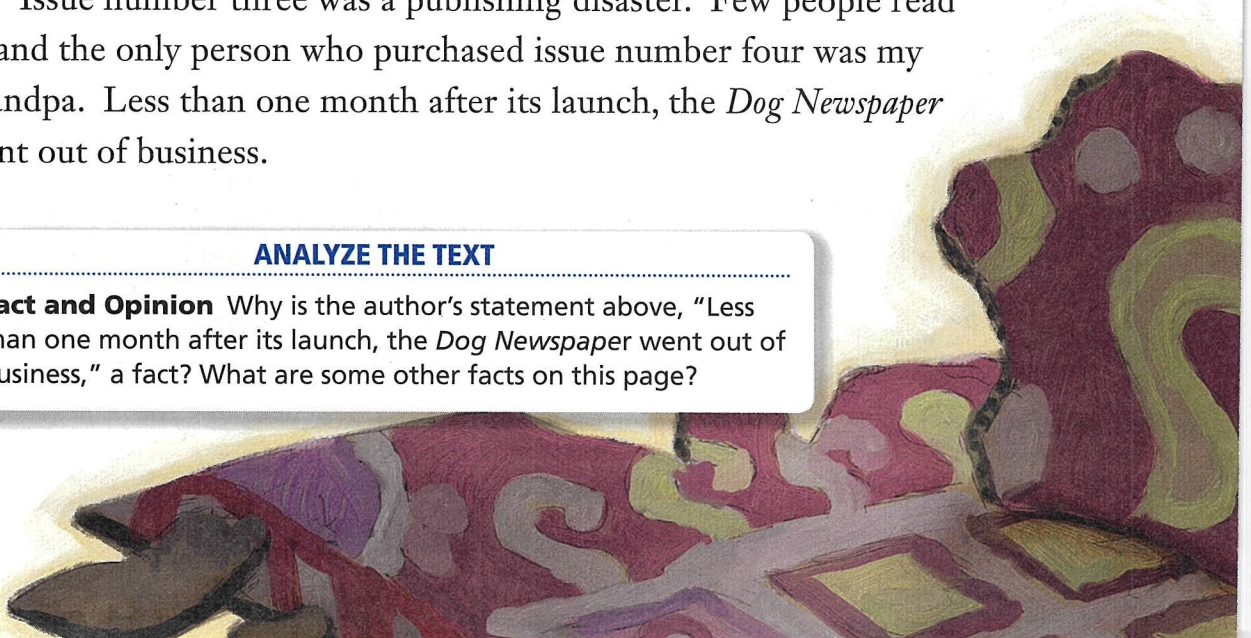 Issue number three was a publishing disaster. Few people read
and the only person who purchased issue number four was my
ndpa. Less than one month after its launch, the Dog Newspaper
nt out of business.
ANALYZE THE TEXT
act and Opinion Why is the author's statement above, "Less
han one month after its launch, the Dog Newspaper went out of
usiness," a fact? What are some other facts on this page?